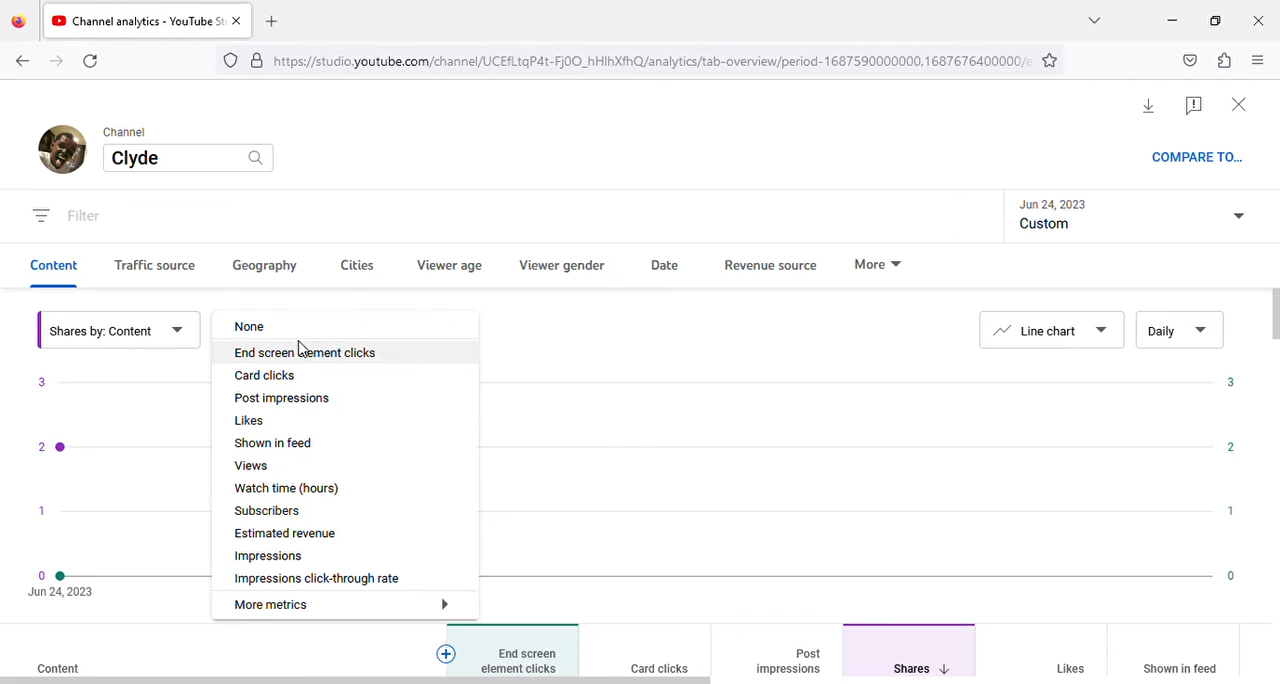 Channel analytics - YouTube St
https://studio.youtube.com/channel/UCEfLtqP4t-Fj0O_hHlhXfhQ/analytics/tab-overview/period-1687590000000,1687676400000/e
Channel
Clyde
COMPARE TO...
Filter
Jun 24, 2023
Custom
Content Traffic source Geography Cities Viewer age Viewer gender Date Revenue source More
Shares by: Content
Line chart
Daily
None
End screen element clicks
Card clicks
Post impressions
Likes
Shown in feed
Views
Watch time (hours)
Subscribers
Estimated revenue
Impressions
Impressions click-through rate
More metrics
3 3
2 2
1 1
0 0
Jun 24, 2023
Content
End screen
element clicks
Card clicks
Post
impressions
Shares
Likes
Shown in feed